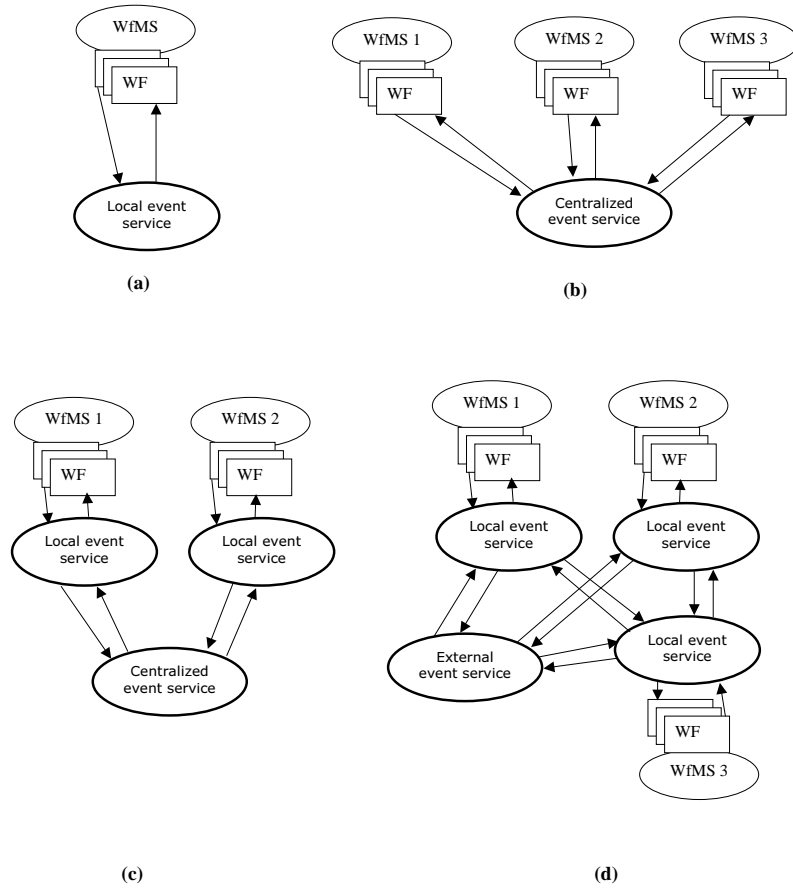 WfMS
WF
Local event
service
(a)
WfMS 1
WfMS 2
WfMS 3
WF
WF
WF
Centralized
event service
(b)
WfMS 1
WfMS 2
WF
WF
Local event
service
Local event
service
Centralized
event service
(c)
WfMS 1
WfMS 2
WF
WF
Local event
service
Local event
service
External
event service
Local event
service
WF
WfMS 3
(d)